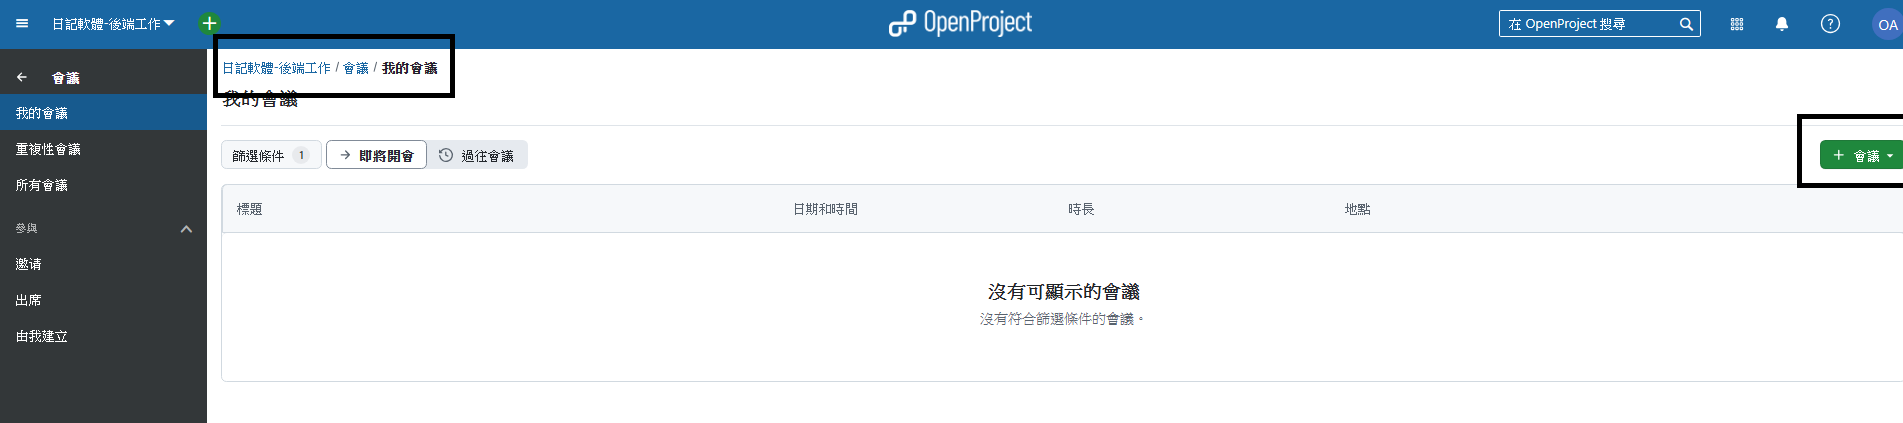 日記軟體-後端工作
OpenProject
在 OpenProject 搜尋
OA
會議
我的會議
重複性會議
所有會議
參與
邀请
出席
由我建立
日記軟體-後端工作 / 會議 / 我的會議
我的會議
篩選條件 1
即將開會
過往會議
+ 會議
標題 日期和時間 時長 地點
沒有可顯示的會議
沒有符合篩選條件的會議。